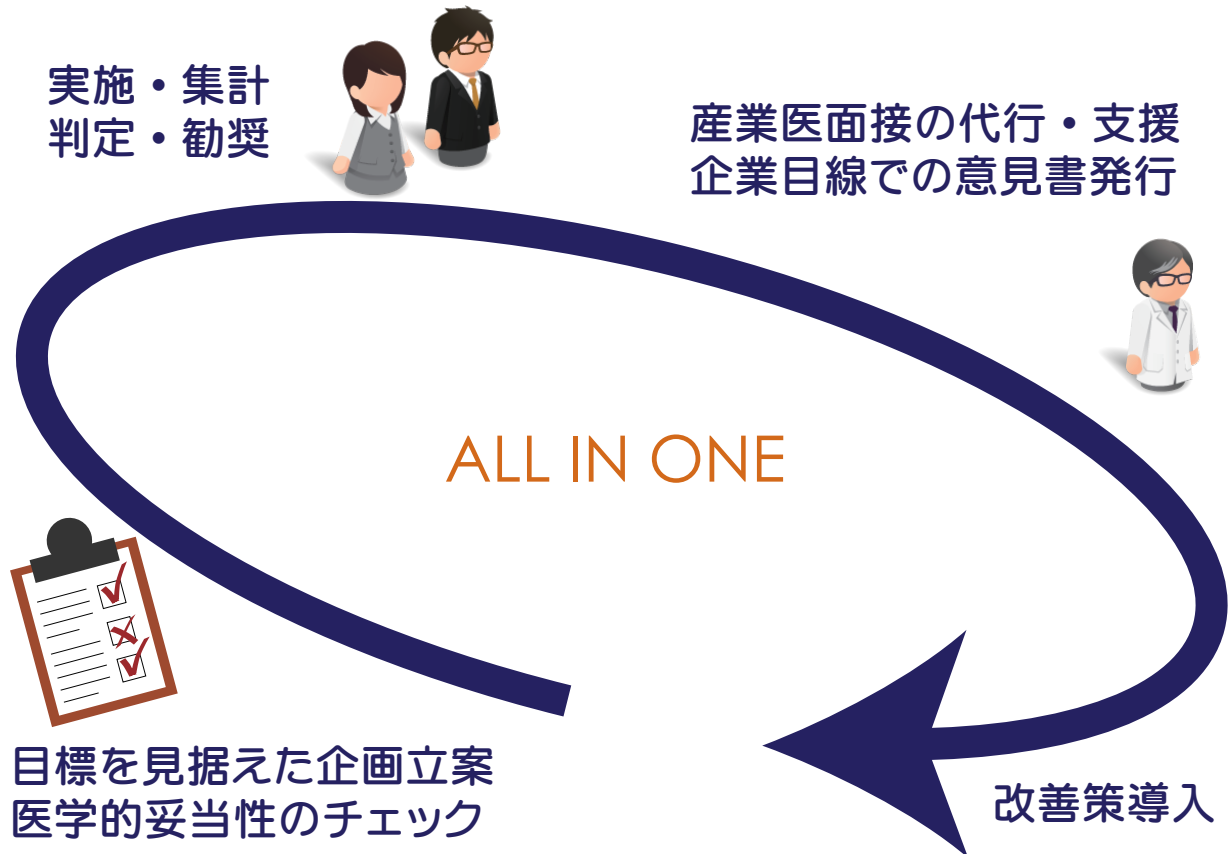 実施・集計
判定・勧奨
産業医面接の代行・支援
企業目線での意見書発行
ALL IN ONE
目標を見据えた企画立案
医学的妥当性のチェック
改善策導入